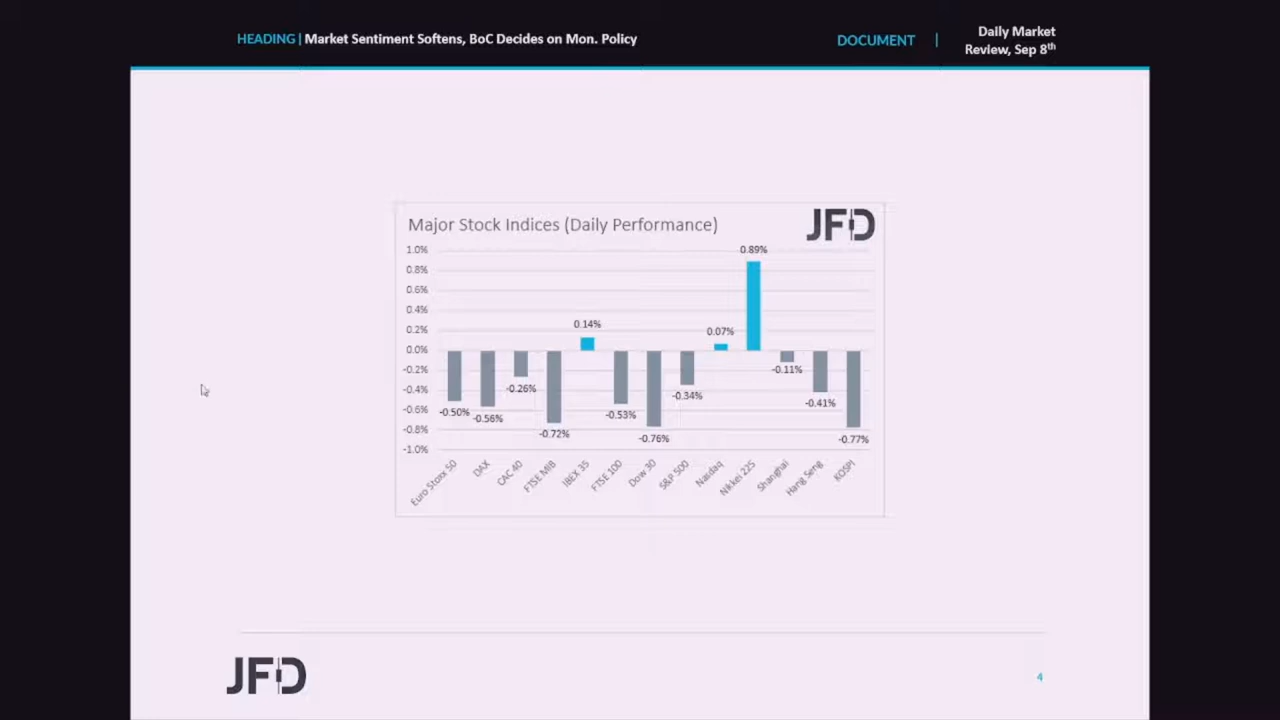 HEADING | Market Sentiment Softens, BoC Decides on Mon. Policy
DOCUMENT |
Daily Market
Review, Sep 8th
Major Stock Indices (Daily Performance)
JFD
1.0%
0.8%
0.6%
0.4%
0.2%
0.0%
-0.2%
-0.4%
-0.6%
-0.8%
-1.0%
-0.50%
-0.56%
-0.26%
-0.72%
0.14%
-0.53%
-0.76%
-0.34%
0.07%
0.89%
-0.11%
-0.41%
-0.77%
Euro Stoxx 50
DAX
CAC 40
FTSE MIB
IBEX 35
FTSE 100
Dow 30
S&P 500
Nasdaq
Nikkei 225
Shanghai
Hang Seng
KOSPI
JFD
4